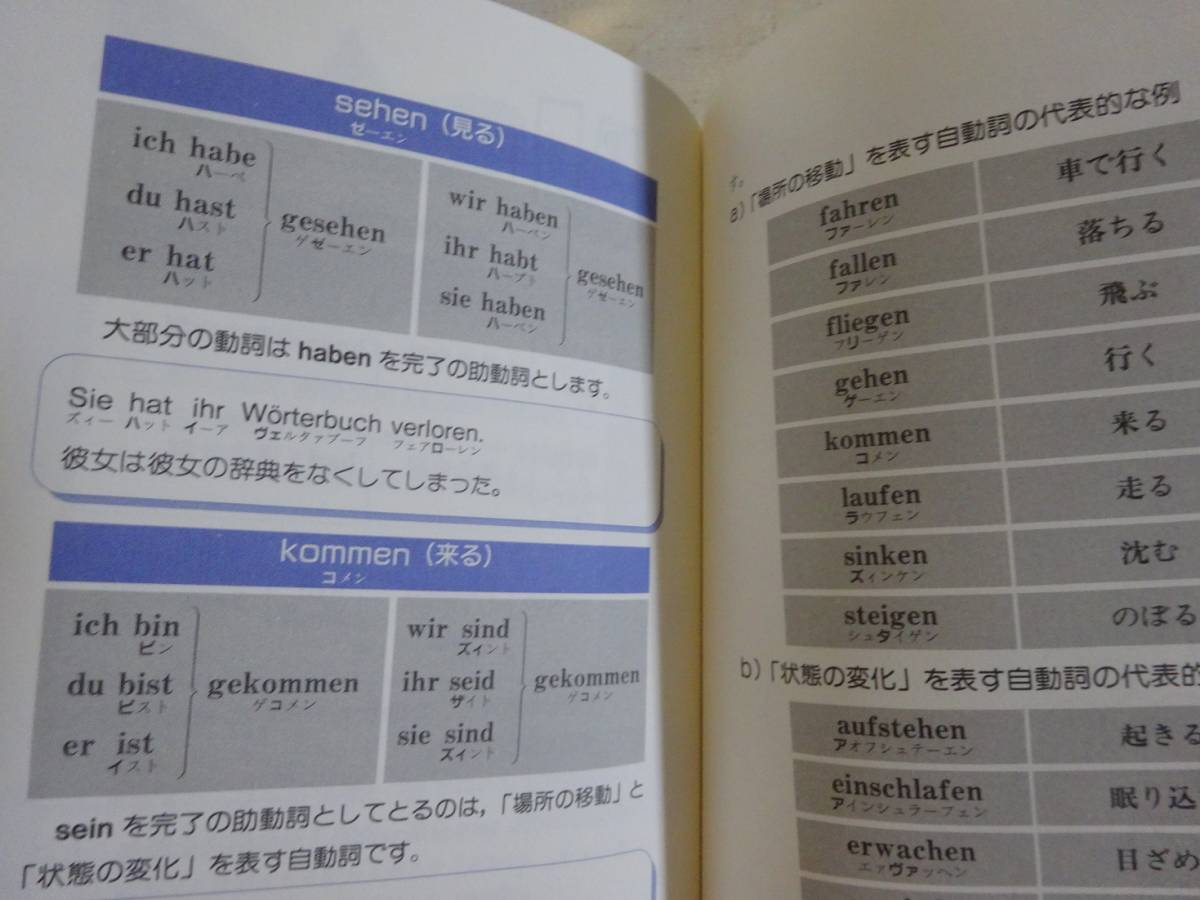 sehen（見る）
ゼーエン
ich habe
ハーベ
du hast
ハスト
er hat
ハット
gesehen
ゲゼーエン
wir haben
ハーベン
ihr habt
ハープト
sie haben
ハーベン
gesehen
ゲゼーエン
大部分の動詞は haben を完了の助動詞とします。
Sie hat ihr Wörterbuch verloren.
ズィー ハット イーア ヴェルタァブーフ フェアローレン
彼女は彼女の辞典をなくしてしまった。
kommen（来る）
コメン
ich bin
ビン
du bist
ビスト
er ist
イスト
gekommen
ゲコメン
wir sind
ズィント
ihr seid
ザイト
sie sind
ズィント
gekommen
ゲコメン
sein を完了の助動詞としてとるのは，「場所の移動」と
「状態の変化」を表す自動詞です。
す。
a）「場所の移動」を表す自動詞の代表的な例
fahren 車で行く
ファーレン
fallen 落ちる
ファレン
fliegen 飛ぶ
フリーゲン
gehen 行く
ゲーエン
kommen 来る
コメン
laufen 走る
ラウフェン
sinken 沈む
ズィンケン
steigen のぼる
シュタイゲン
b）「状態の変化」を表す自動詞の代表的
aufstehen 起きる
アオフシュテーエン
einschlafen 眠り込
アインシュラーフェン
erwachen 目ざめ
エァヴァッヘン